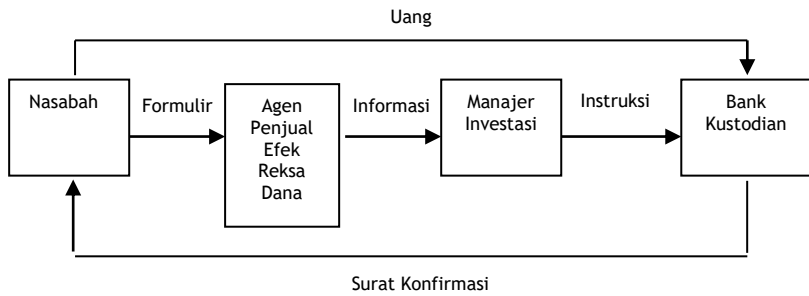 Uang
Nasabah
Formulir
Agen
Penjual
Efek
Reksa
Dana
Informasi
Manajer
Investasi
Instruksi
Bank
Kustodian
Surat Konfirmasi